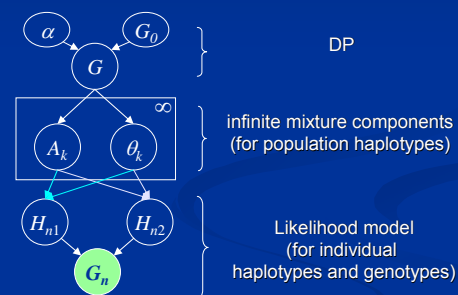 α G₀
DP
G
∞
infinite mixture components
(for population haplotypes)
Aₖ θₖ
Hₙ₁ Hₙ₂
Likelihood model
(for individual
haplotypes and genotypes)
Gₙ